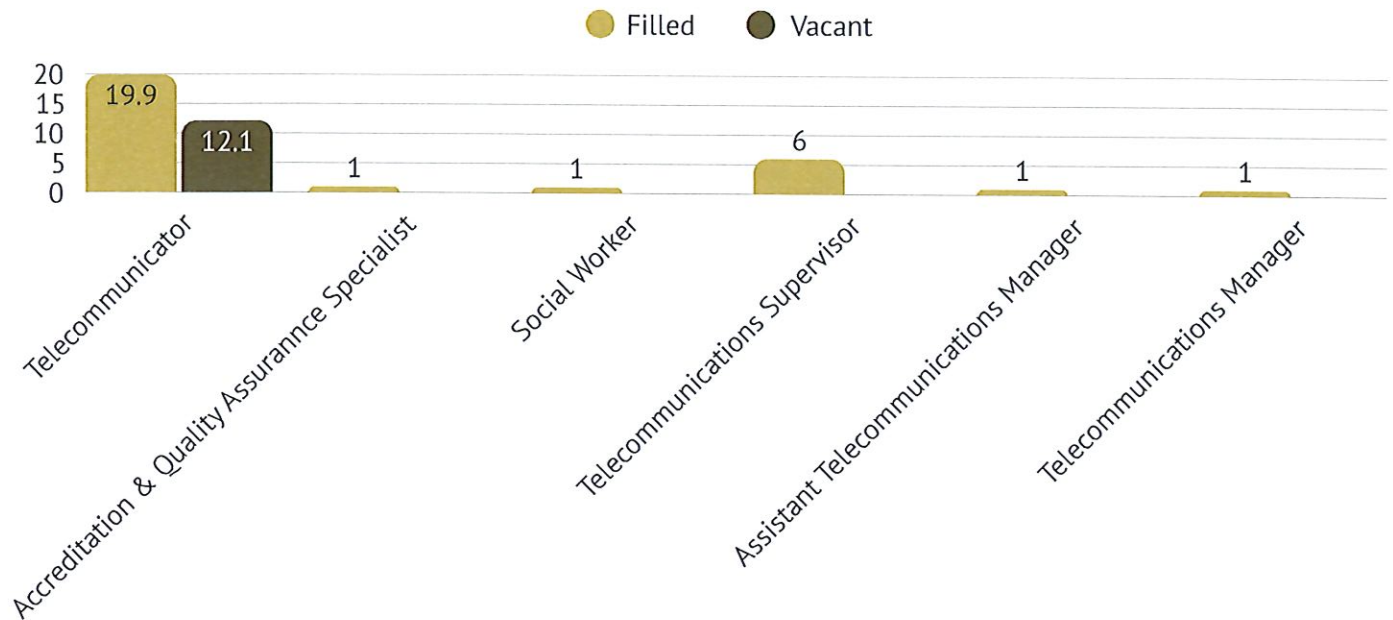 Filled Vacant
20
15
10
5
0
19.9
12.1
1
1
6
1
1
Telecommunicator
Accreditation & Quality Assurannce Specialist
Social Worker
Telecommunications Supervisor
Assistant Telecommunications Manager
Telecommunications Manager